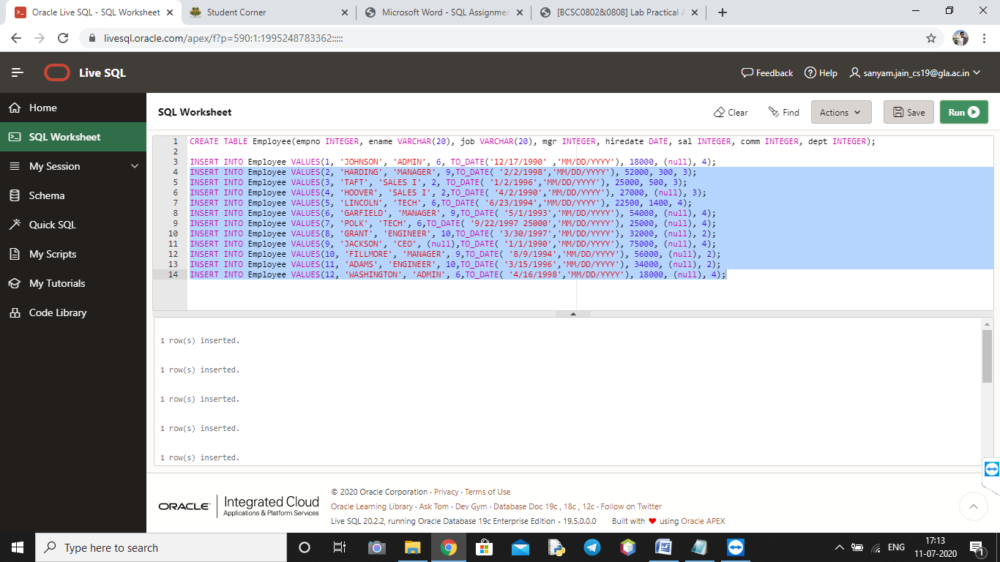 Oracle Live SQL - SQL Worksheet
Student Corner
Microsoft Word - SQL Assignmen
[BCSC0802&0808] Lab Practical A
livesql.oracle.com/apex/f?p=590:1:1995248783362:::::
Live SQL
Feedback
Help
sanyam.jain_cs19@gla.ac.in
Home
SQL Worksheet
My Session
Schema
Quick SQL
My Scripts
My Tutorials
Code Library
SQL Worksheet
Clear
Find
Actions
Save
Run
1 CREATE TABLE Employee(empno INTEGER, ename VARCHAR(20), job VARCHAR(20), mgr INTEGER, hiredate DATE, sal INTEGER, comm INTEGER, dept INTEGER);
2
3 INSERT INTO Employee VALUES(1, 'JOHNSON', 'ADMIN', 6, TO_DATE('12/17/1990' ,'MM/DD/YYYY'), 18000, (null), 4);
4 INSERT INTO Employee VALUES(2, 'HARDING', 'MANAGER', 9,TO_DATE( '2/2/1998','MM/DD/YYYY'), 52000, 300, 3);
5 INSERT INTO Employee VALUES(3, 'TAFT', 'SALES I', 2, TO_DATE( '1/2/1996','MM/DD/YYYY'), 25000, 500, 3);
6 INSERT INTO Employee VALUES(4, 'HOOVER', 'SALES I', 2,TO_DATE( '4/2/1990','MM/DD/YYYY'), 27000, (null), 3);
7 INSERT INTO Employee VALUES(5, 'LINCOLN', 'TECH', 6,TO_DATE( '6/23/1994','MM/DD/YYYY'), 22500, 1400, 4);
8 INSERT INTO Employee VALUES(6, 'GARFIELD', 'MANAGER', 9,TO_DATE( '5/1/1993','MM/DD/YYYY'), 54000, (null), 4);
9 INSERT INTO Employee VALUES(7, 'POLK', 'TECH', 6,TO_DATE( '9/22/1997 25000','MM/DD/YYYY'), 25000, (null), 4);
10 INSERT INTO Employee VALUES(8, 'GRANT', 'ENGINEER', 10,TO_DATE( '3/30/1997','MM/DD/YYYY'), 32000, (null), 2);
11 INSERT INTO Employee VALUES(9, 'JACKSON', 'CEO', (null),TO_DATE( '1/1/1990','MM/DD/YYYY'), 75000, (null), 4);
12 INSERT INTO Employee VALUES(10, 'FILLMORE', 'MANAGER', 9,TO_DATE( '8/9/1994','MM/DD/YYYY'), 56000, (null), 2);
13 INSERT INTO Employee VALUES(11, 'ADAMS', 'ENGINEER', 10,TO_DATE( '3/15/1996','MM/DD/YYYY'), 34000, (null), 2);
14 INSERT INTO Employee VALUES(12, 'WASHINGTON', 'ADMIN', 6,TO_DATE( '4/16/1998','MM/DD/YYYY'), 18000, (null), 4);
1 row(s) inserted.
1 row(s) inserted.
1 row(s) inserted.
1 row(s) inserted.
1 row(s) inserted.
ORACLE Integrated Cloud
Applications & Platform Services
© 2020 Oracle Corporation · Privacy · Terms of Use
Oracle Learning Library · Ask Tom · Dev Gym · Database Doc 19c , 18c , 12c · Follow on Twitter
Live SQL 20.2.2, running Oracle Database 19c Enterprise Edition - 19.5.0.0.0 Built with ♥ using Oracle APEX
Type here to search
ENG
17:13
11-07-2020
1